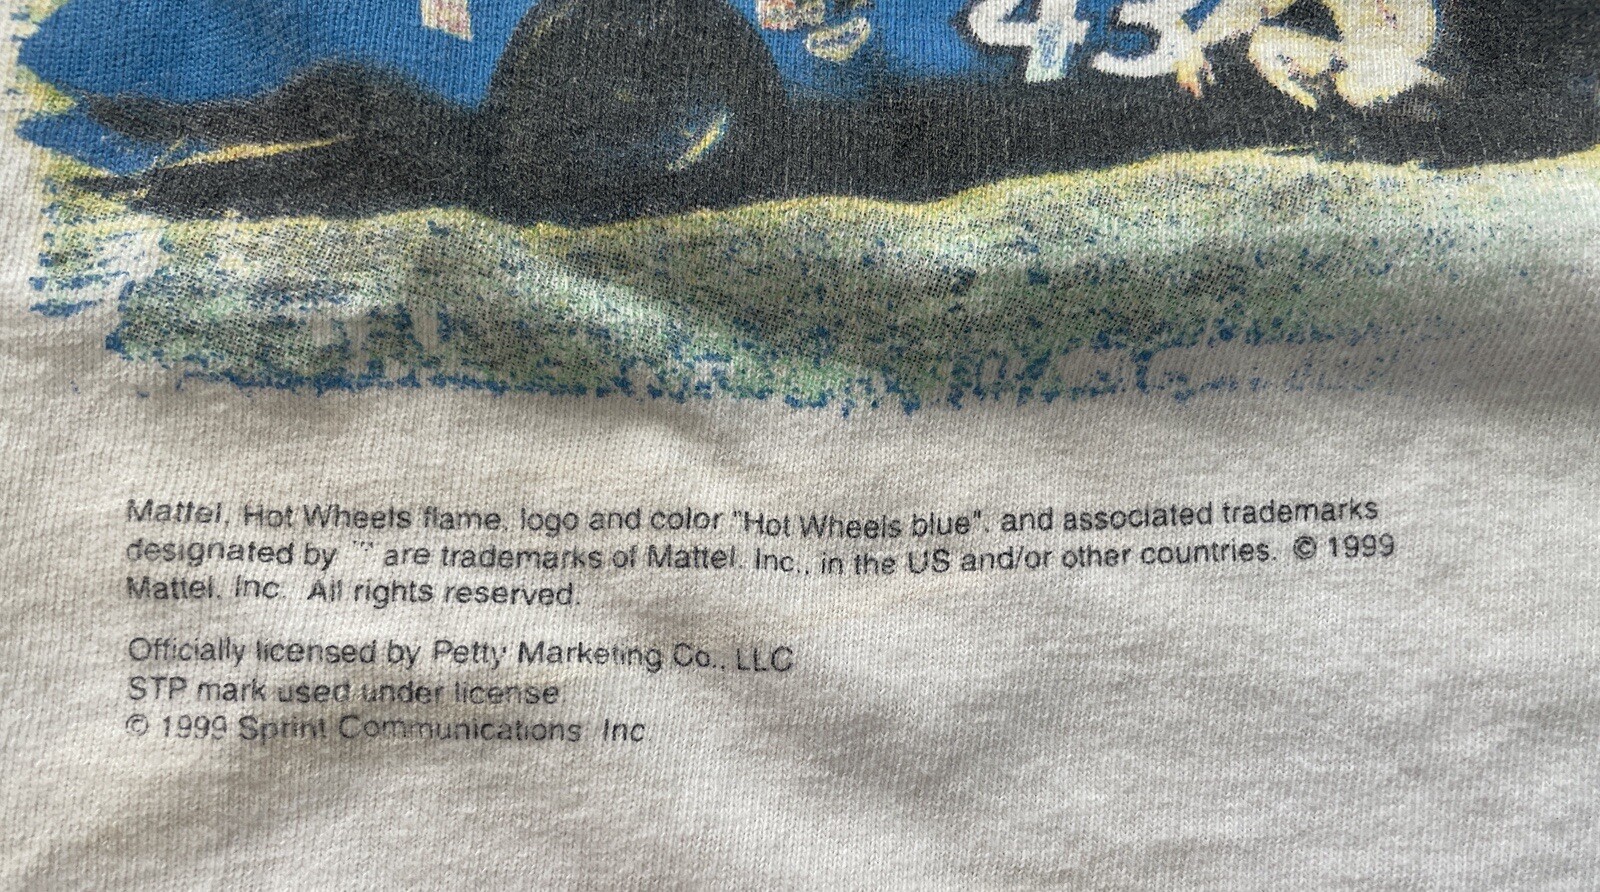 43
Mattel, Hot Wheels flame, logo and color "Hot Wheels blue", and associated trademarks
designated by "™" are trademarks of Mattel, Inc., in the US and/or other countries. © 1999
Mattel, Inc. All rights reserved.
Officially licensed by Petty Marketing Co., LLC
STP mark used under license.
© 1999 Sprint Communications Inc